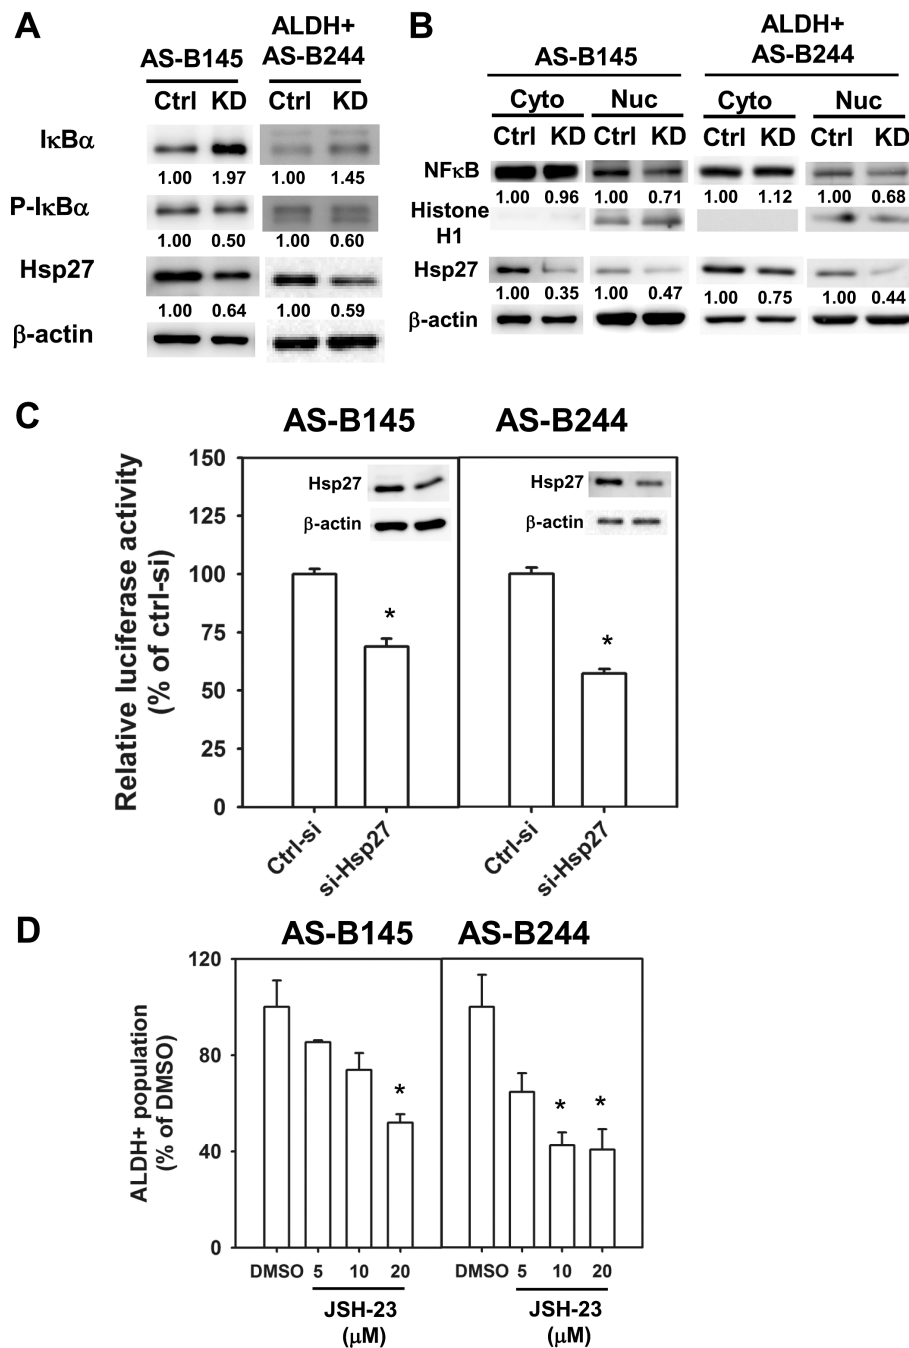 A
AS-B145
ALDH+
AS-B244
Ctrl KD Ctrl KD
IκBα
1.00 1.97 1.00 1.45
P-IκBα
1.00 0.50 1.00 0.60
Hsp27
1.00 0.64 1.00 0.59
β-actin
B
AS-B145
ALDH+
AS-B244
Cyto Nuc Cyto Nuc
Ctrl KD Ctrl KD Ctrl KD Ctrl KD
NFκB
1.00 0.96 1.00 0.71 1.00 1.12 1.00 0.68
Histone
H1
Hsp27
1.00 0.35 1.00 0.47 1.00 0.75 1.00 0.44
β-actin
C
AS-B145 AS-B244
Relative luciferase activity
(% of ctrl-si)
150
125
100
75
50
25
0
Hsp27
β-actin
*
Hsp27
β-actin
*
Ctrl-si si-Hsp27 Ctrl-si si-Hsp27
D
AS-B145 AS-B244
ALDH+ population
(% of DMSO)
120
80
40
0
*
* *
DMSO 5 10 20 DMSO 5 10 20
JSH-23 JSH-23
(μM) (μM)